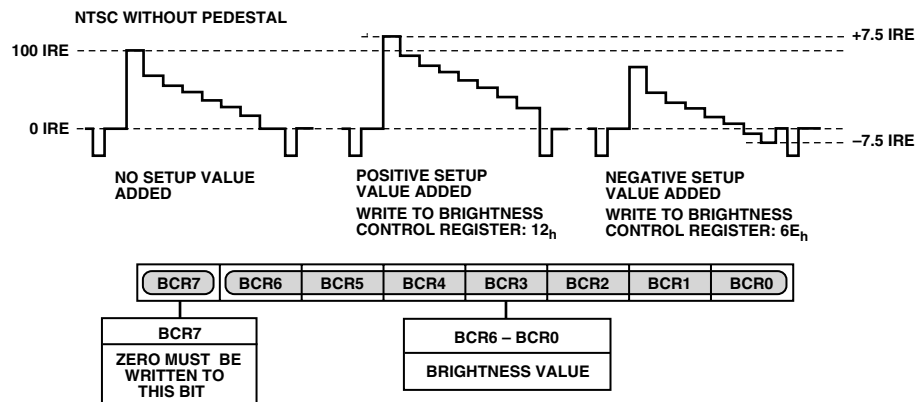 NTSC WITHOUT PEDESTAL
+7.5 IRE
100 IRE
0 IRE
–7.5 IRE
NO SETUP VALUE
ADDED
POSITIVE SETUP
VALUE ADDED
WRITE TO BRIGHTNESS
CONTROL REGISTER: 12h
NEGATIVE SETUP
VALUE ADDED
WRITE TO BRIGHTNESS
CONTROL REGISTER: 6Eh
BCR7 BCR6 BCR5 BCR4 BCR3 BCR2 BCR1 BCR0
BCR7
ZERO MUST BE
WRITTEN TO
THIS BIT
BCR6 – BCR0
BRIGHTNESS VALUE